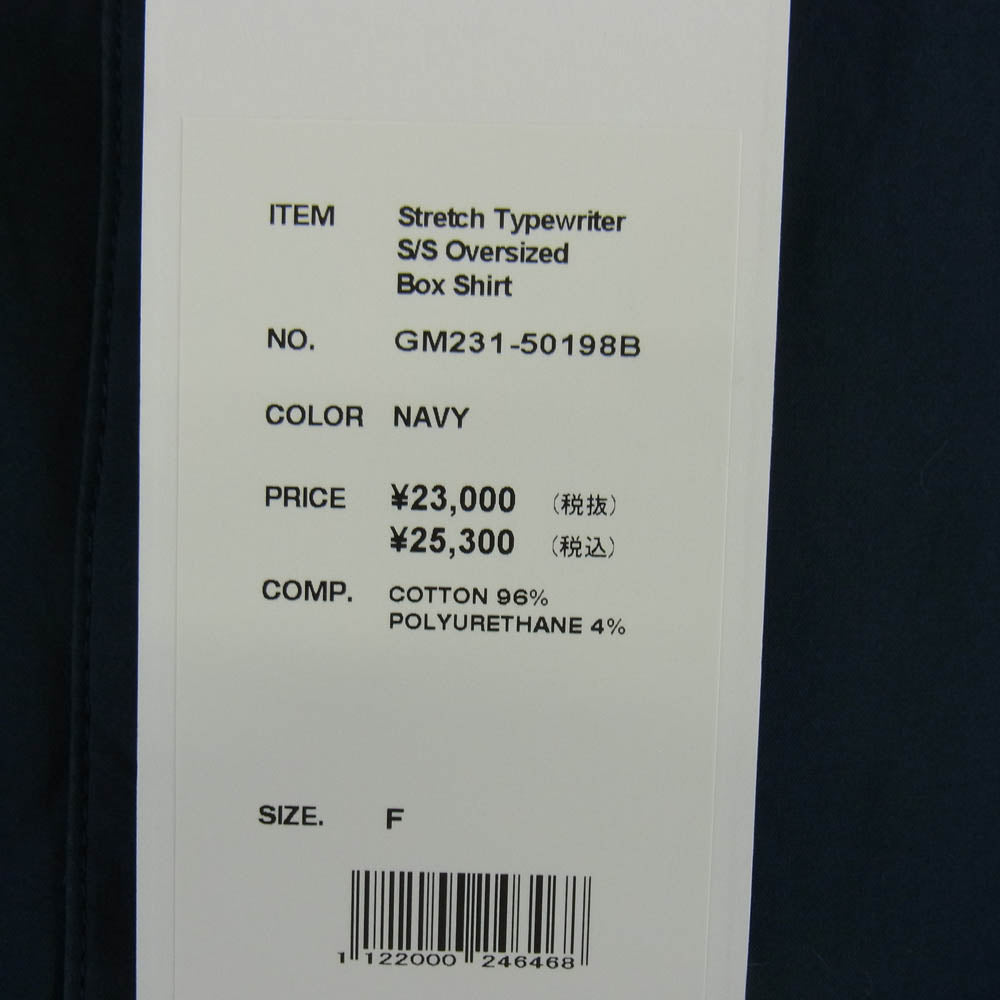 ITEM Stretch Typewriter
S/S Oversized
Box Shirt
NO. GM231-50198B
COLOR NAVY
PRICE ¥23,000 (税抜)
¥25,300 (税込)
COMP. COTTON 96%
POLYURETHANE 4%
SIZE. F
1 122000 246468